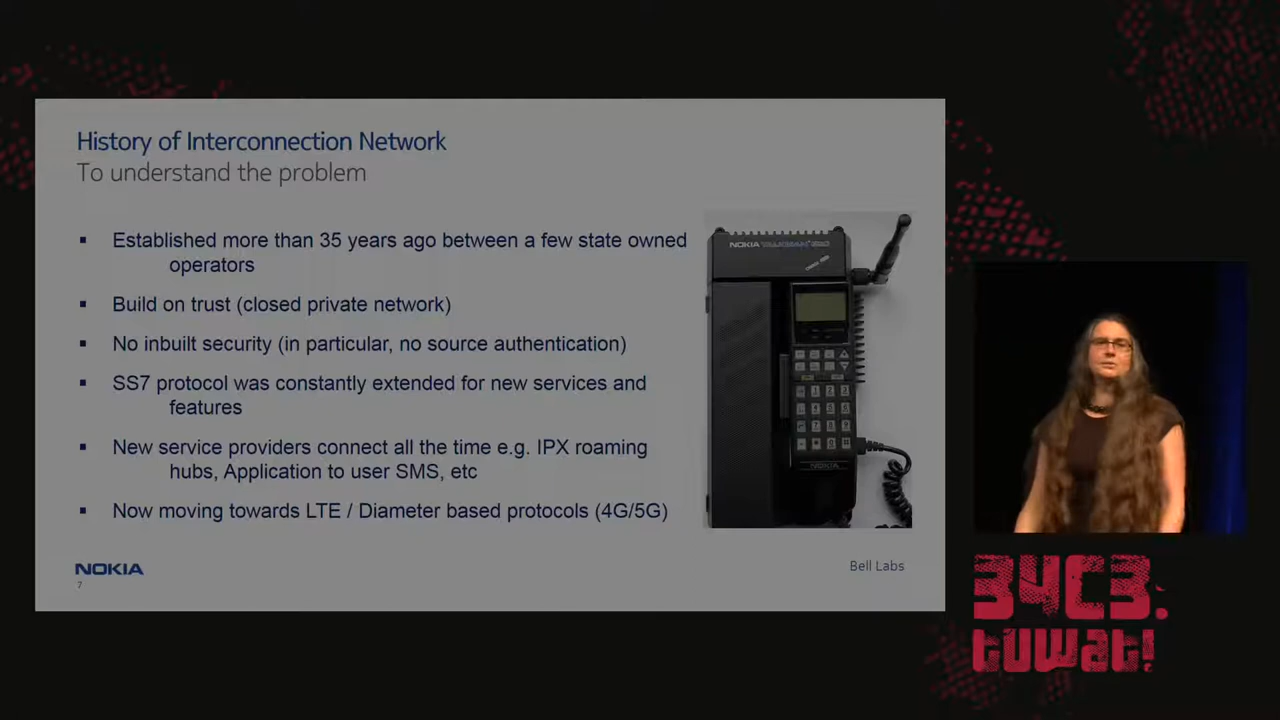 History of Interconnection Network
To understand the problem
▪ Established more than 35 years ago between a few state owned
operators
▪ Build on trust (closed private network)
▪ No inbuilt security (in particular, no source authentication)
▪ SS7 protocol was constantly extended for new services and
features
▪ New service providers connect all the time e.g. IPX roaming
hubs, Application to user SMS, etc
▪ Now moving towards LTE / Diameter based protocols (4G/5G)
NOKIA
NOKIA
NOKIA
7
Bell Labs
34C3.
tuwat!